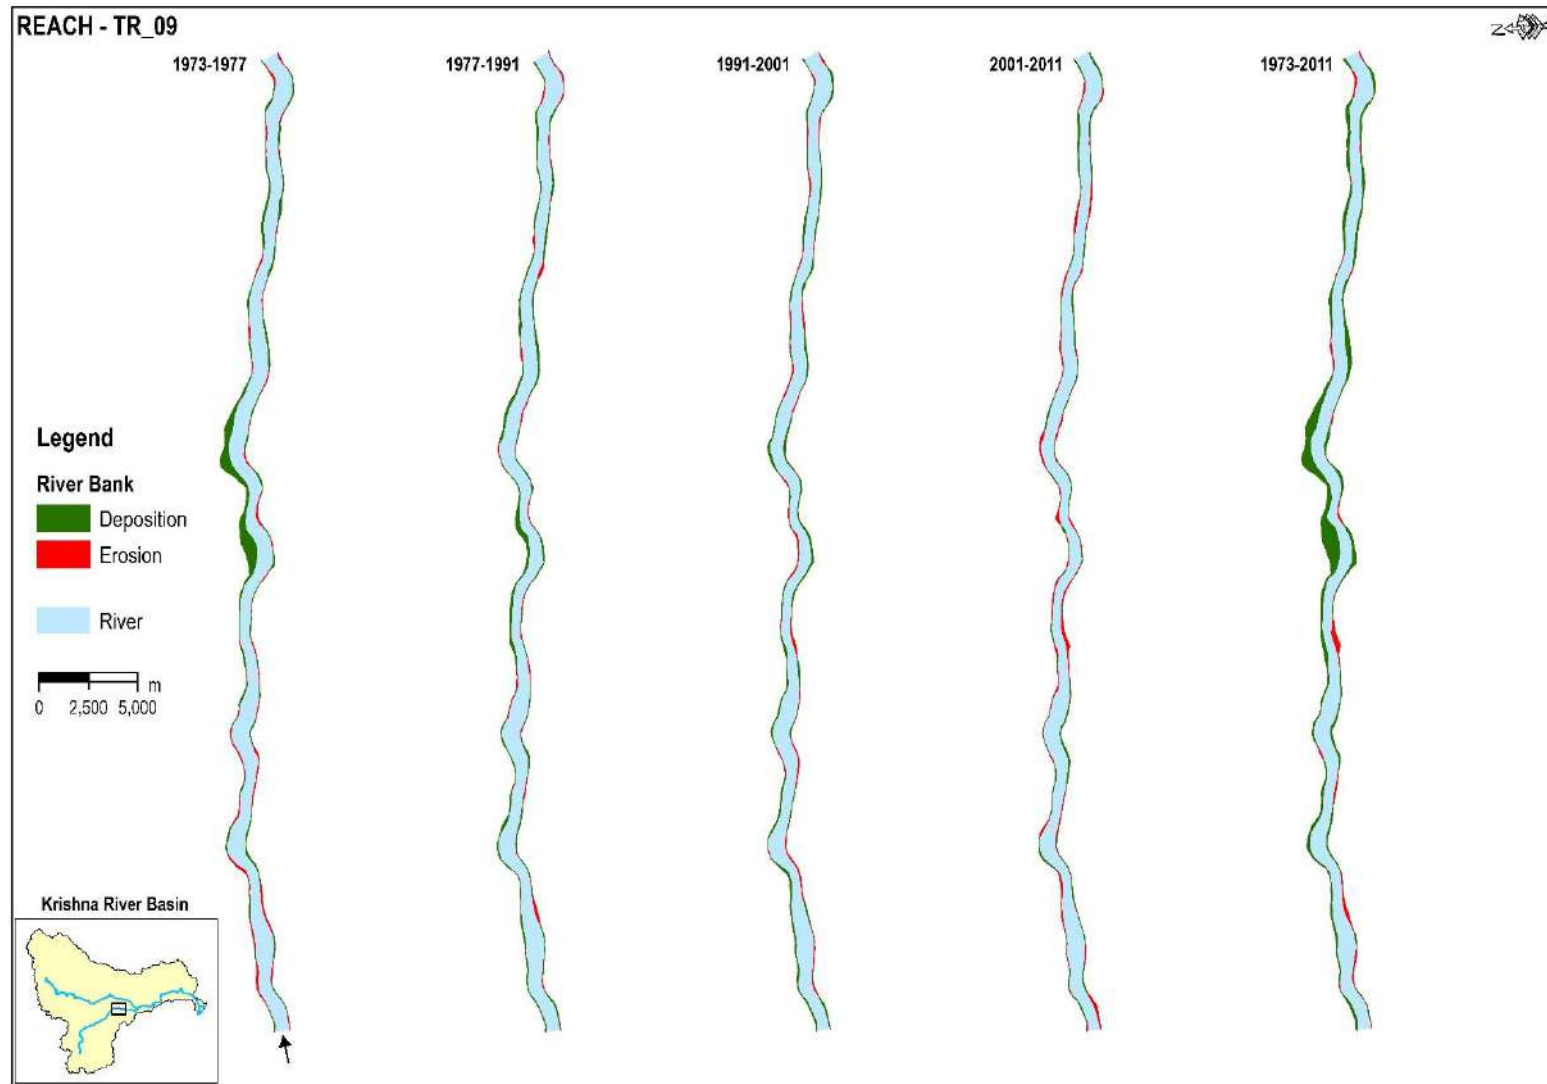 REACH - TR_09
N
1973-1977
1977-1991
1991-2001
2001-2011
1973-2011
Legend
River Bank
Deposition
Erosion
River
m
0 2,500 5,000
Krishna River Basin